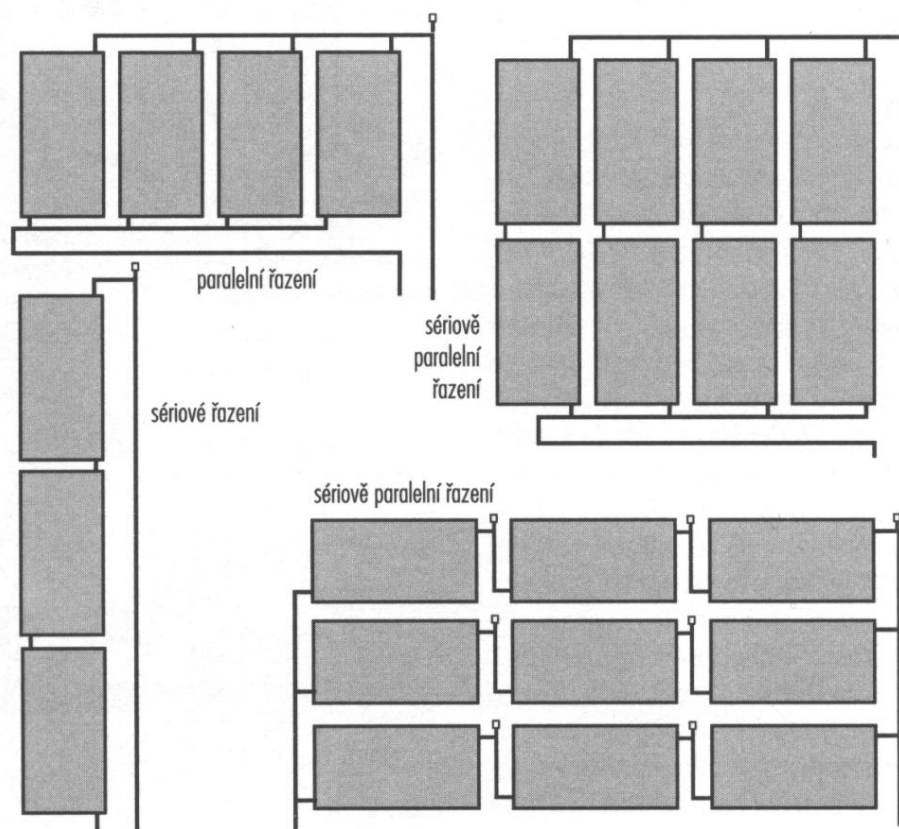 paralelní řazení
sériově
paralelní
řazení
sériové řazení
sériově paralelní řazení